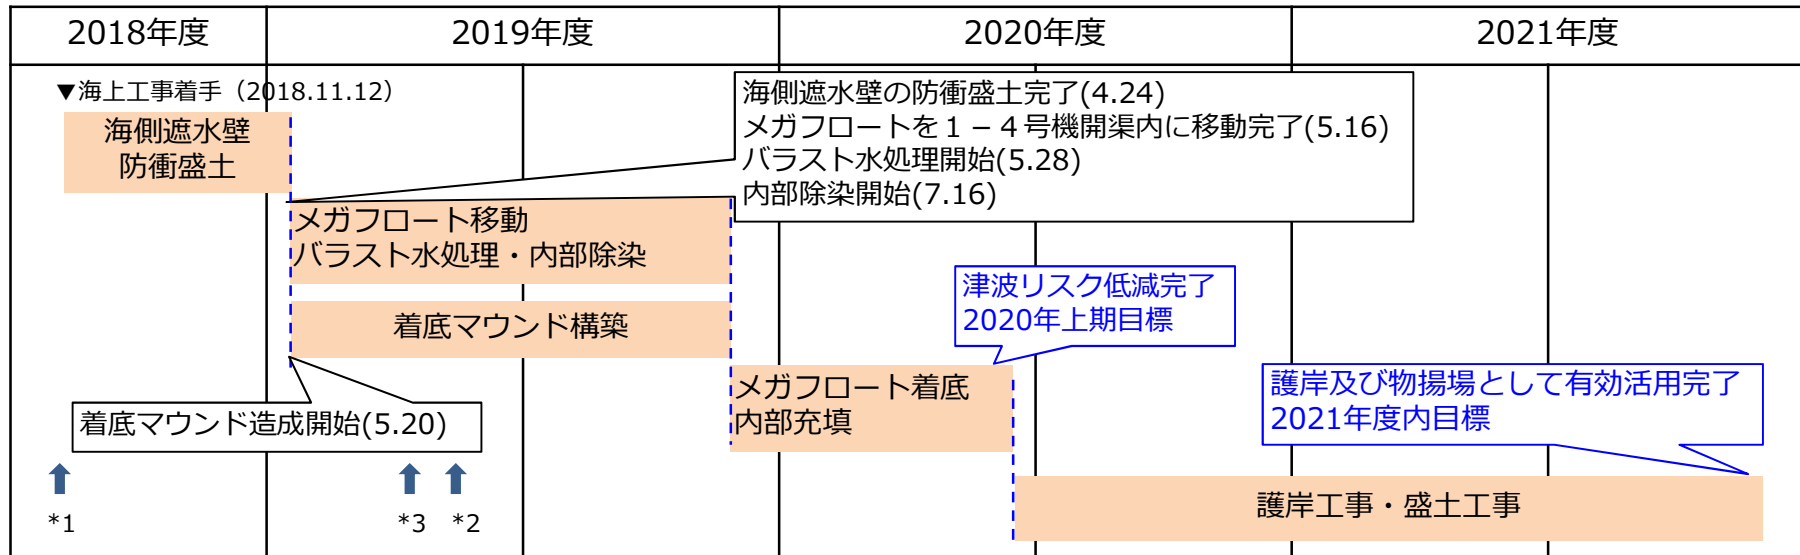 2018年度
2019年度
2020年度
2021年度
▼海上工事着手（2018.11.12）
海側遮水壁
防衝盛土
海側遮水壁の防衝盛土完了(4.24)
メガフロートを１－４号機開渠内に移動完了(5.16)
バラスト水処理開始(5.28)
内部除染開始(7.16)
メガフロート移動
バラスト水処理・内部除染
着底マウンド構築
津波リスク低減完了
2020年上期目標
メガフロート着底
内部充填
護岸及び物揚場として有効活用完了
2021年度内目標
着底マウンド造成開始(5.20)
護岸工事・盛土工事
*1
*3
*2